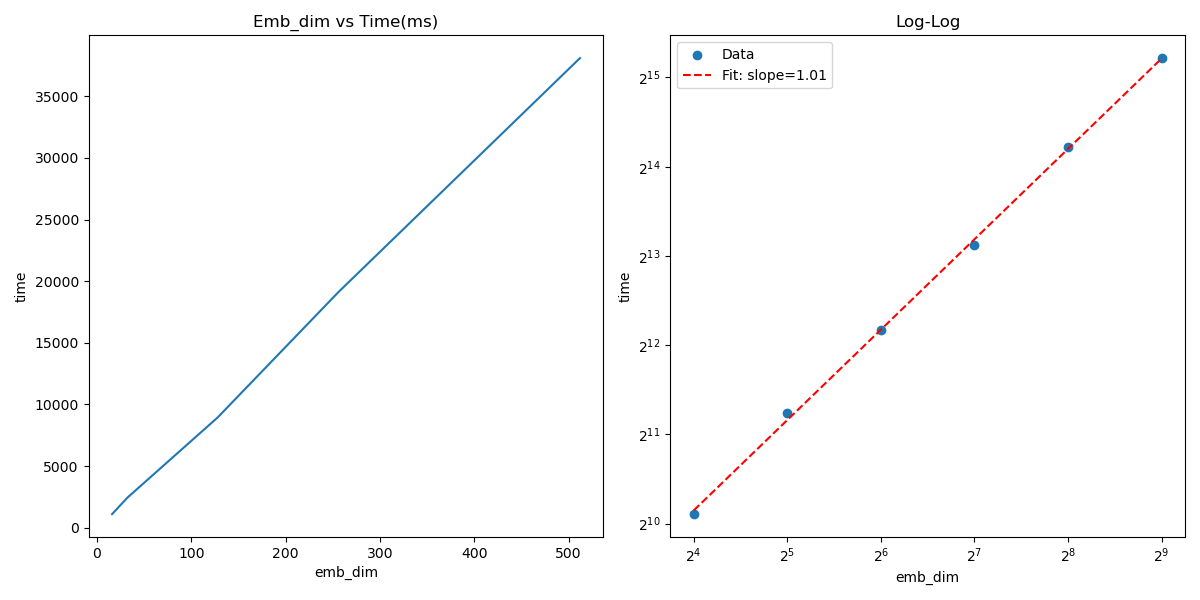 Emb_dim vs Time(ms)
time
35000
30000
25000
20000
15000
10000
5000
0
0 100 200 300 400 500
emb_dim
Log-Log
Data
Fit: slope=1.01
time
2^15
2^14
2^13
2^12
2^11
2^10
2^4 2^5 2^6 2^7 2^8 2^9
emb_dim